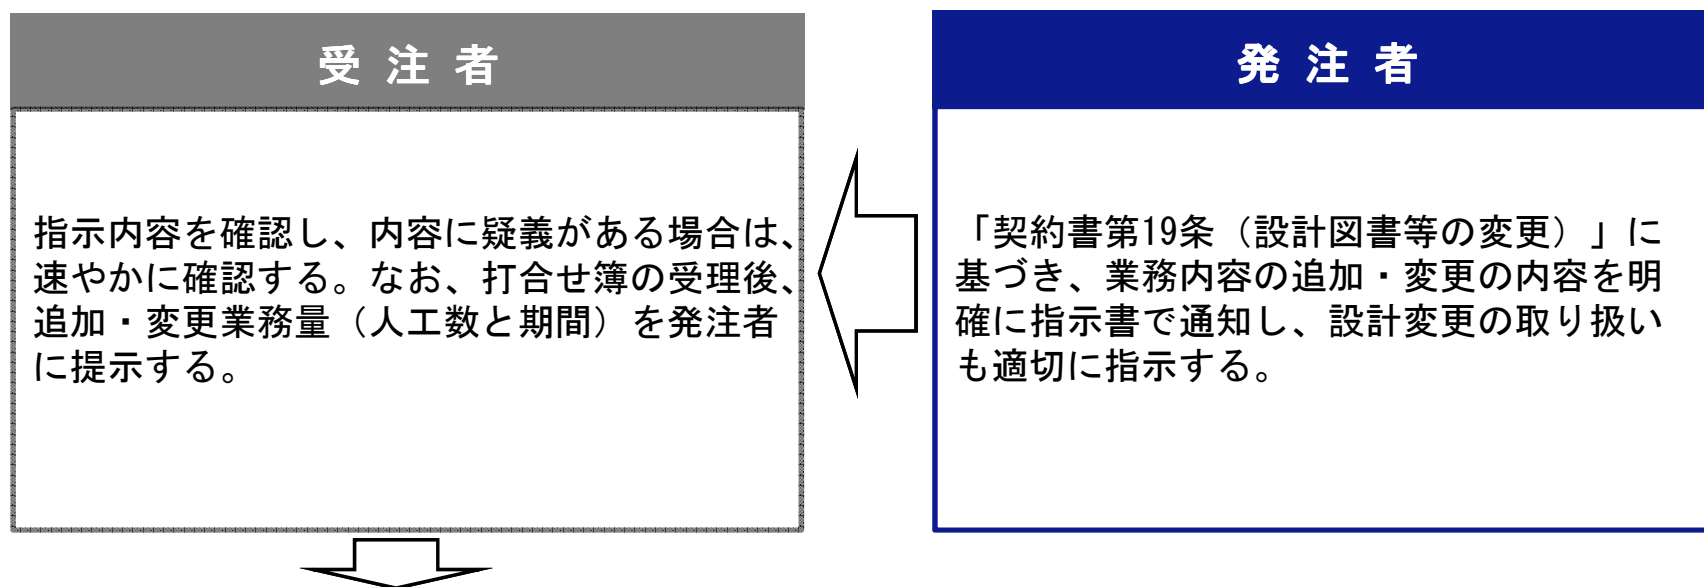 受注者
指示内容を確認し、内容に疑義がある場合は、
速やかに確認する。なお、打合せ簿の受理後、
追加・変更業務量（人工数と期間）を発注者
に提示する。
発注者
「契約書第19条（設計図書等の変更）」に
基づき、業務内容の追加・変更の内容を明
確に指示書で通知し、設計変更の取り扱い
も適切に指示する。